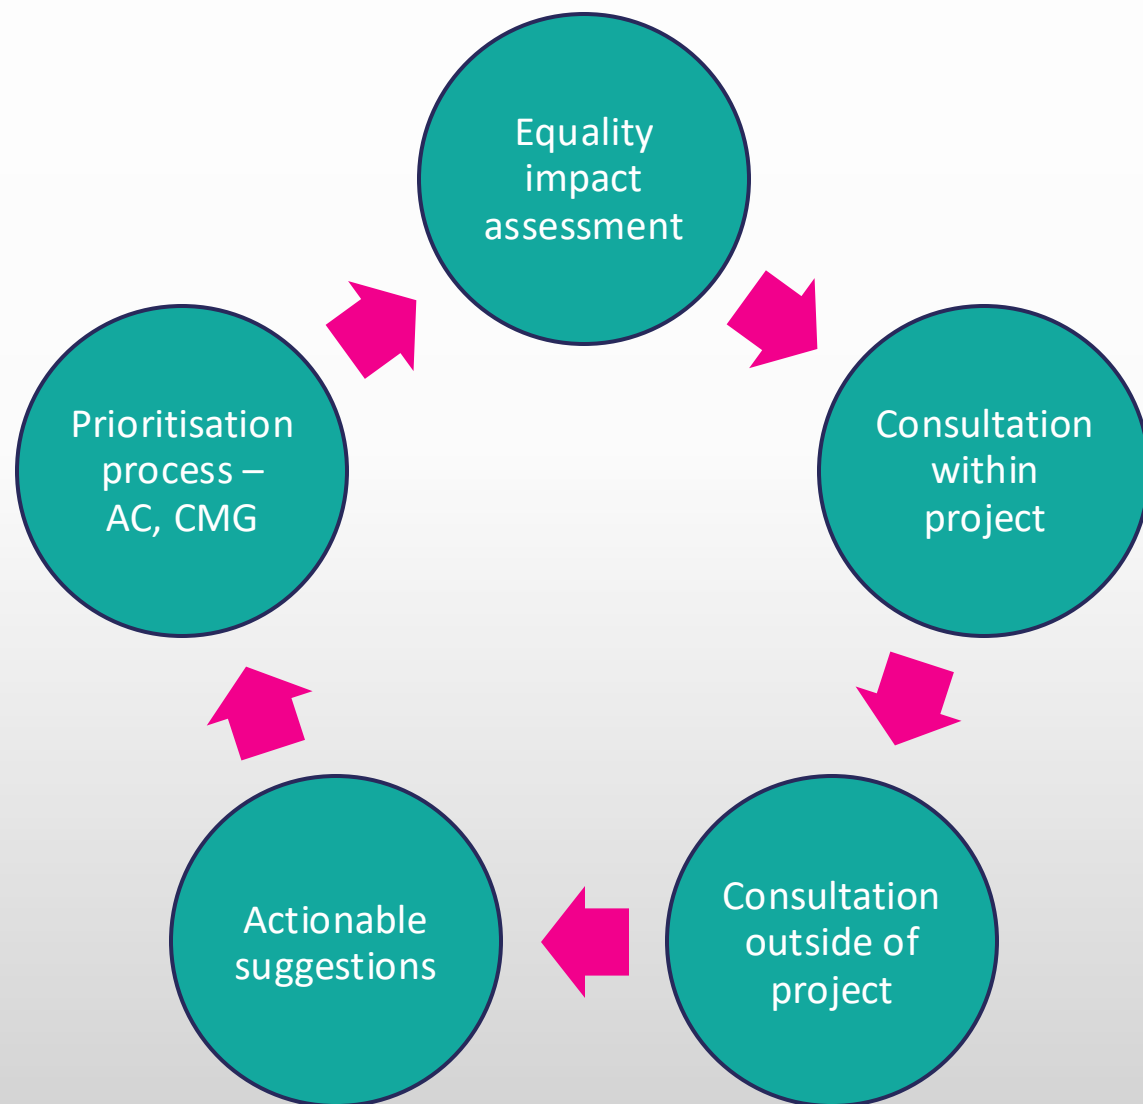 Equality
impact
assessment
Consultation
within
project
Consultation
outside of
project
Actionable
suggestions
Prioritisation
process –
AC, CMG